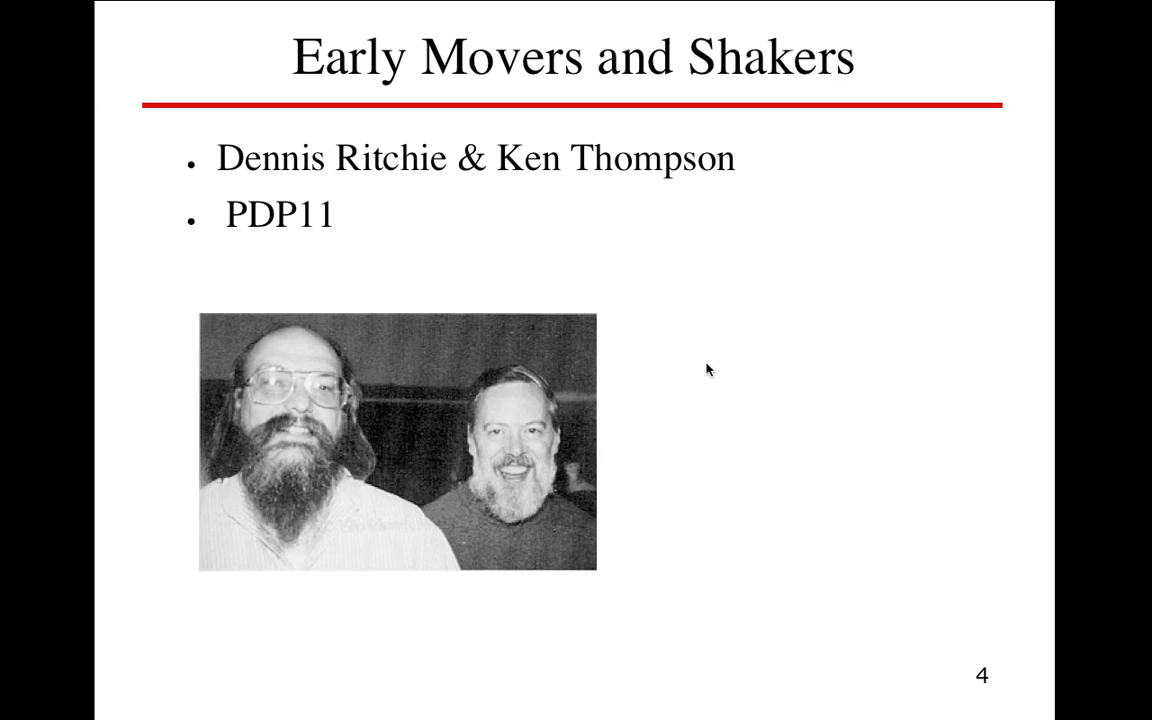 Early Movers and Shakers
• Dennis Ritchie & Ken Thompson
• PDP11
4